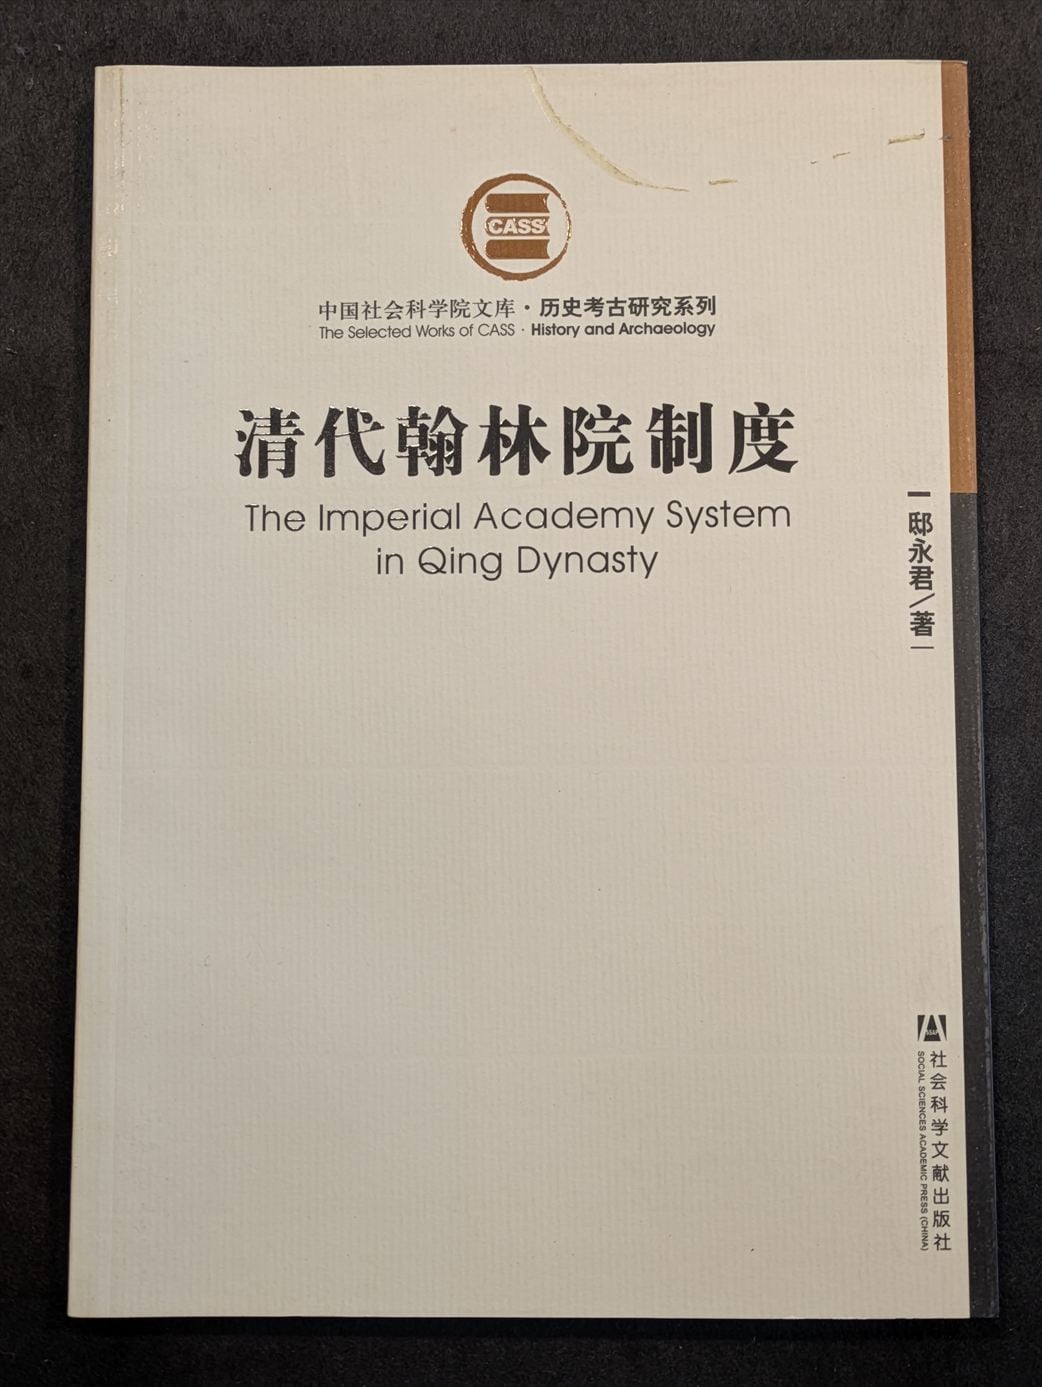 CASS
中国社会科学院文库·历史考古研究系列
The Selected Works of CASS · History and Archaeology
清代翰林院制度
The Imperial Academy System
in Qing Dynasty
邸永君/著
SSAP
社会科学文献出版社
SOCIAL SCIENCES ACADEMIC PRESS (CHINA)